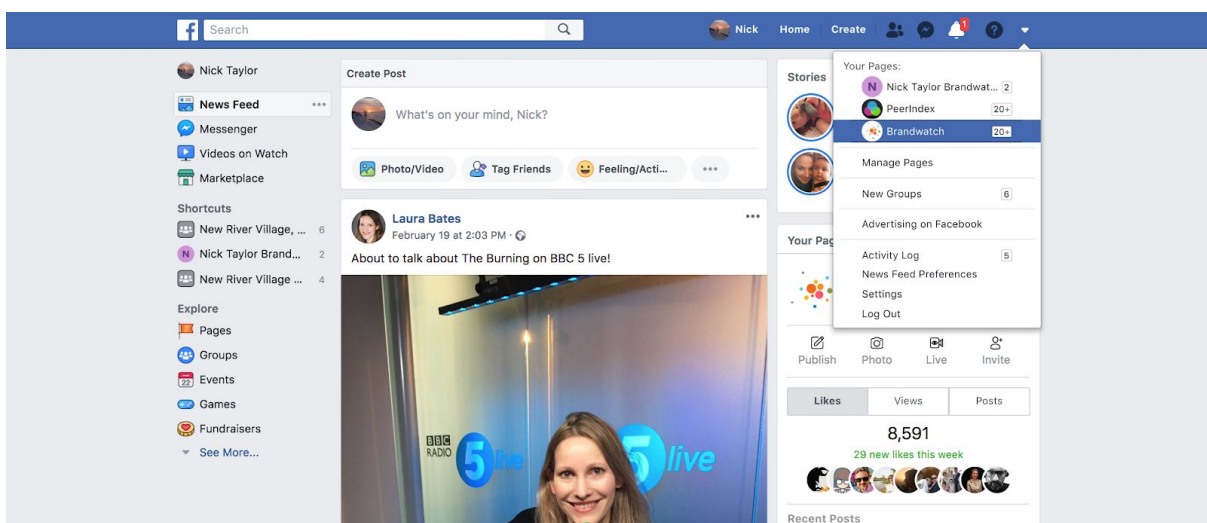 Search
Nick
Home
Create
1
Nick Taylor
News Feed
Messenger
Videos on Watch
Marketplace
Shortcuts
New River Village, ... 6
N Nick Taylor Brand... 2
New River Village ... 4
Explore
Pages
Groups
22 Events
Games
Fundraisers
See More...
Create Post
What's on your mind, Nick?
Photo/Video
Tag Friends
Feeling/Acti...
Laura Bates
February 19 at 2:03 PM ·
About to talk about The Burning on BBC 5 live!
BBC
RADIO
5 live
5 live
Stories
Your Pag
Your Pages:
N Nick Taylor Brandwat... 2
PeerIndex 20+
Brandwatch 20+
Manage Pages
New Groups 6
Advertising on Facebook
Activity Log 5
News Feed Preferences
Settings
Log Out
Publish
Photo
Live
Invite
Likes
Views
Posts
8,591
29 new likes this week
Recent Posts